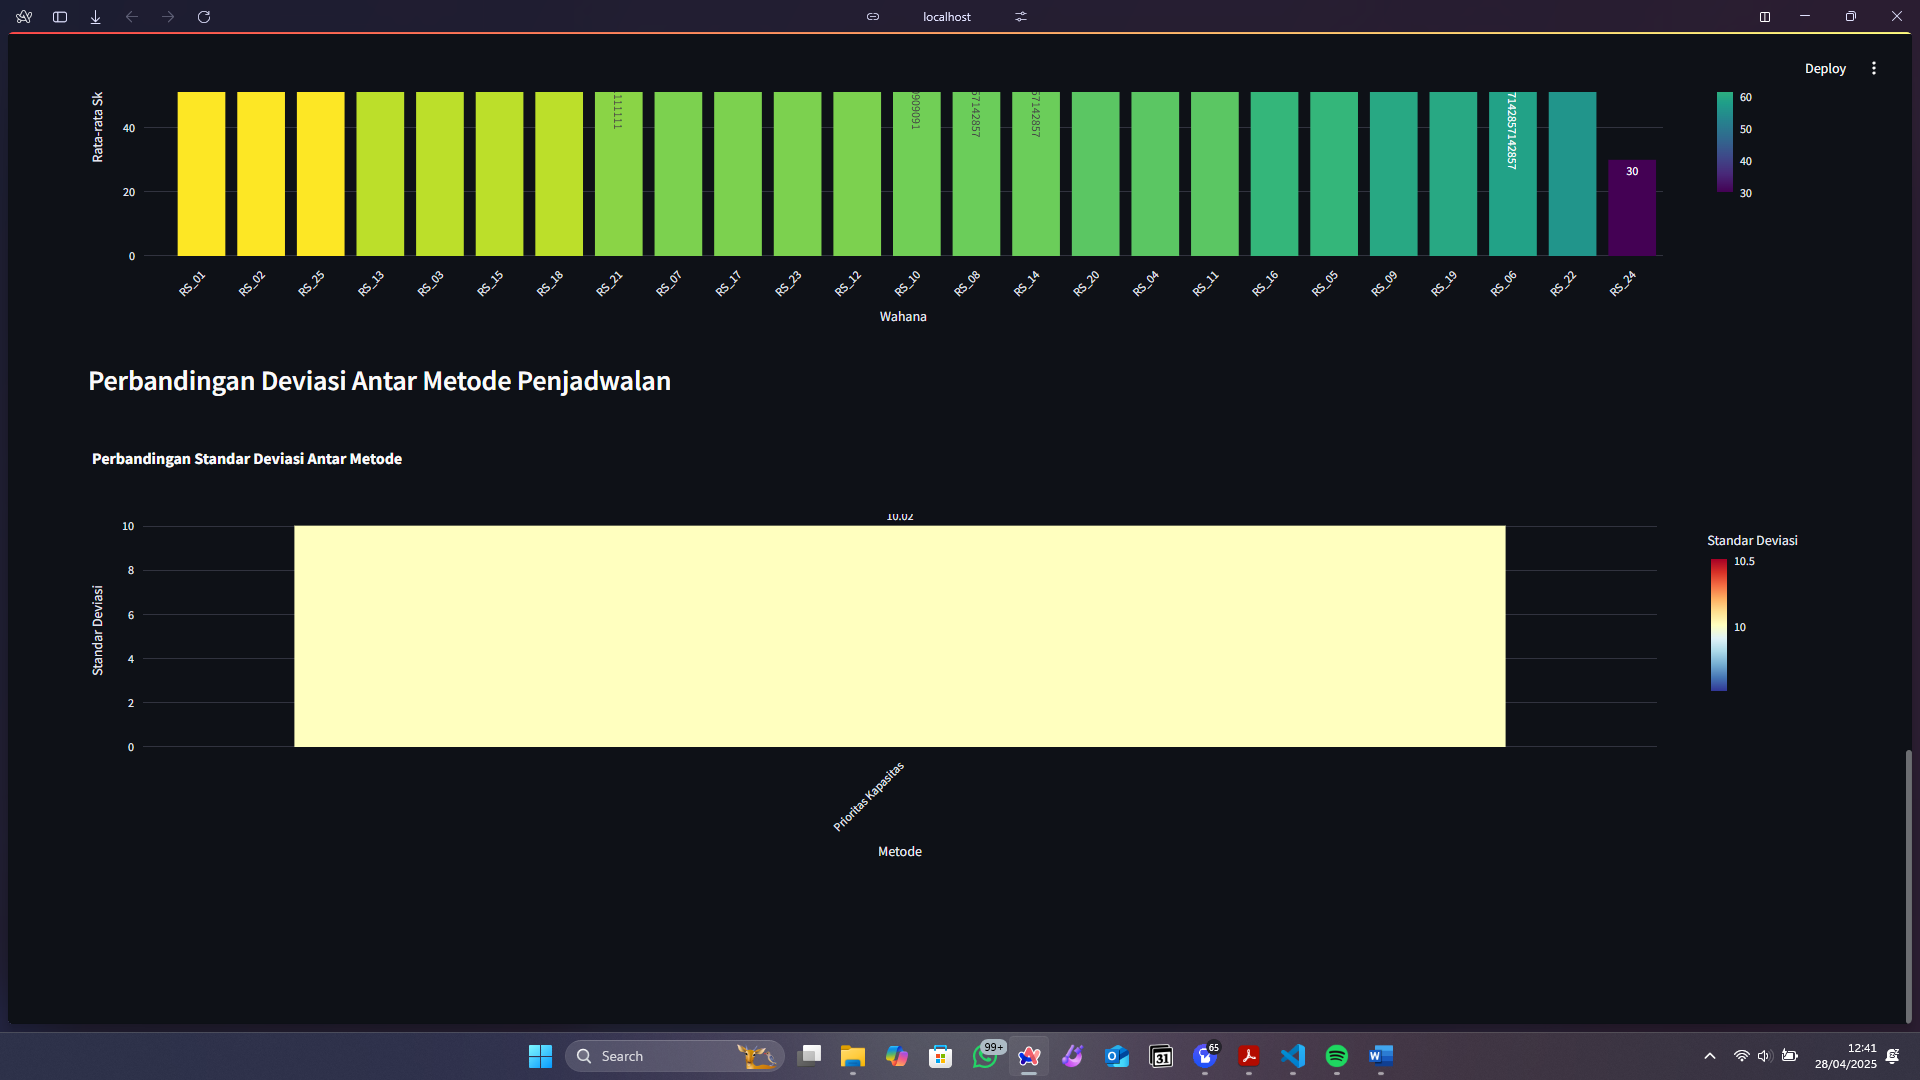 localhost
Deploy
Rata-rata Sk
40
20
0
111111
909091
57142857
57142857
7142857142857
30
60
50
40
30
RS_01
RS_02
RS_25
RS_13
RS_03
RS_15
RS_18
RS_21
RS_07
RS_17
RS_23
RS_12
RS_10
RS_08
RS_14
RS_20
RS_04
RS_11
RS_16
RS_05
RS_09
RS_19
RS_06
RS_22
RS_24
Wahana
Perbandingan Deviasi Antar Metode Penjadwalan
Perbandingan Standar Deviasi Antar Metode
10.02
10
8
6
4
2
0
Standar Deviasi
Standar Deviasi
10.5
10
Prioritas Kapasitas
Metode
Search
99+
31
65
12:41
28/04/2025